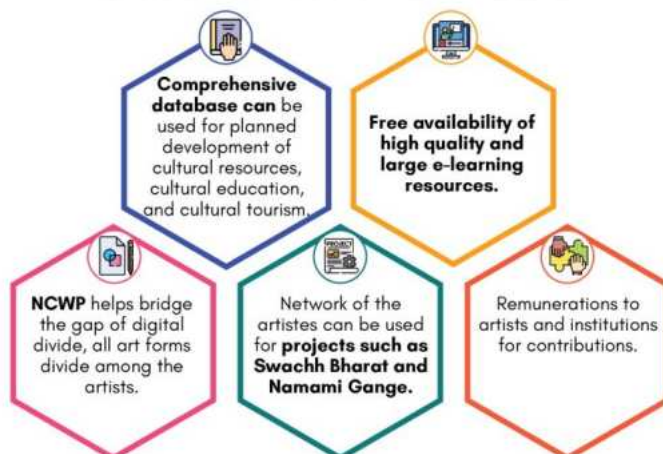 Comprehensive
database can be
used for planned
development of
cultural resources,
cultural education,
and cultural tourism.
Free availability of
high quality and
large e-learning
resources.
NCWP helps bridge
the gap of digital
divide, all art forms
divide among the
artists.
PROJECT
Network of the
artistes can be used
for projects such as
Swachh Bharat and
Namami Gange.
Remunerations to
artists and institutions
for contributions.